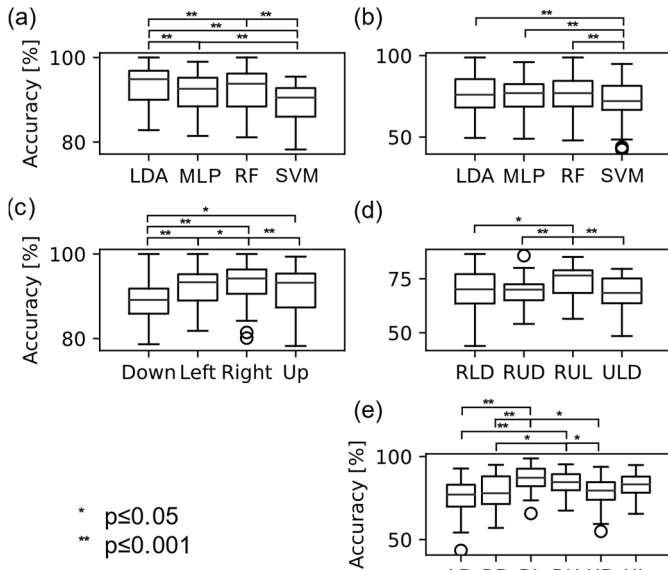 (a)
** **
** **
100
80
Accuracy [%]
LDA MLP RF SVM
(b)
**
**
**
100
50
LDA MLP RF SVM
(c)
*
**
** * **
100
80
Accuracy [%]
Down Left Right Up
(d)
*
** **
75
50
RLD RUD RUL ULD
(e)
**
** *
**
* *
100
50
Accuracy [%]
* p≤0.05
** p≤0.001